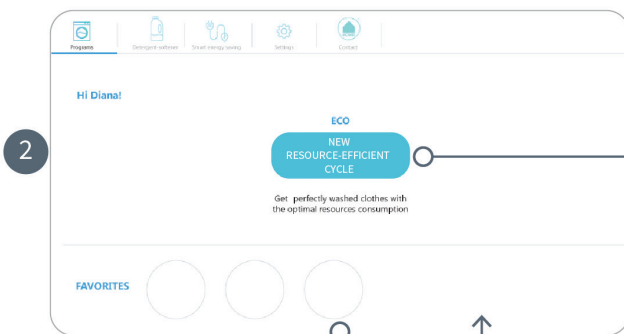 Programs
Detergent-softener
Smart energy saving
Settings
Contact
Hi Diana!
2
ECO
NEW
RESOURCE-EFFICIENT
CYCLE
Get perfectly washed clothes with
the optimal resources consumption
FAVORITES